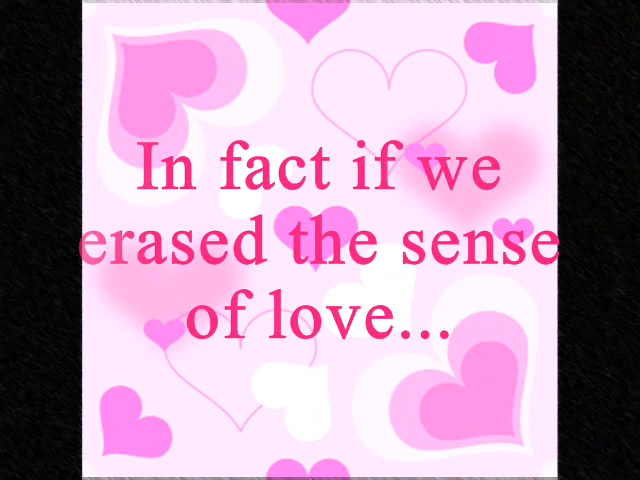 In fact if we
erased the sense
of love...